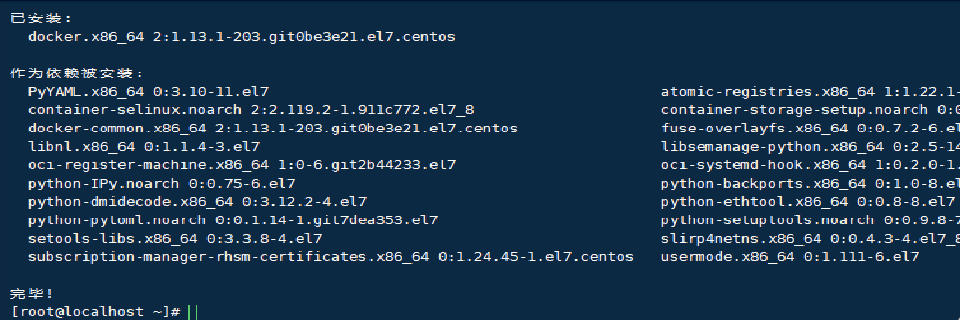 已安装:
docker.x86_64 2:1.13.1-203.git0be3e21.el7.centos
作为依赖被安装:
PyYAML.x86_64 0:3.10-11.el7 atomic-registries.x86_64 1:1.22.1-
container-selinux.noarch 2:2.119.2-1.911c772.el7_8 container-storage-setup.noarch 0:0
docker-common.x86_64 2:1.13.1-203.git0be3e21.el7.centos fuse-overlayfs.x86_64 0:0.7.2-6.el
libnl.x86_64 0:1.1.4-3.el7 libsemanage-python.x86_64 0:2.5-14
oci-register-machine.x86_64 1:0-6.git2b44233.el7 oci-systemd-hook.x86_64 1:0.2.0-1.
python-IPy.noarch 0:0.75-6.el7 python-backports.x86_64 0:1.0-8.el
python-dmidecode.x86_64 0:3.12.2-4.el7 python-ethtool.x86_64 0:0.8-8.el7
python-pytoml.noarch 0:0.1.14-1.git7dea353.el7 python-setuptools.noarch 0:0.9.8-7
setools-libs.x86_64 0:3.3.8-4.el7 slirp4netns.x86_64 0:0.4.3-4.el7_8
subscription-manager-rhsm-certificates.x86_64 0:1.24.45-1.el7.centos usermode.x86_64 0:1.111-6.el7
完毕!
[root@localhost ~]#